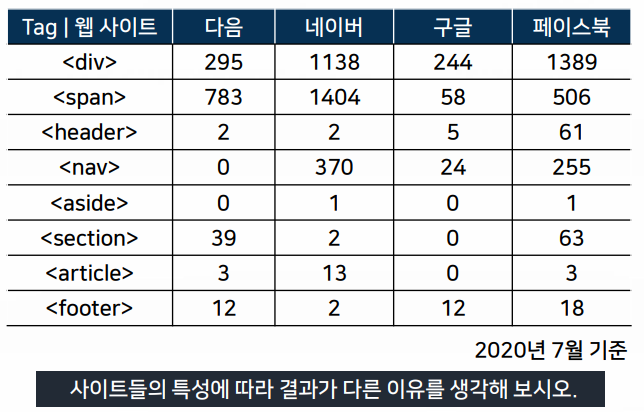 Tag | 웹 사이트 다음 네이버 구글 페이스북
<div> 295 1138 244 1389
<span> 783 1404 58 506
<header> 2 2 5 61
<nav> 0 370 24 255
<aside> 0 1 0 1
<section> 39 2 0 63
<article> 3 13 0 3
<footer> 12 2 12 18
2020년 7월 기준
사이트들의 특성에 따라 결과가 다른 이유를 생각해 보시오.